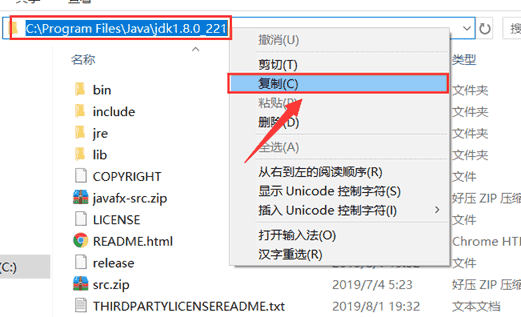 C:\Program Files\Java\jdk1.8.0_221
搜
名称
类型
撤消(U)
剪切(T)
复制(C)
粘贴(P)
删除(D)
全选(A)
从右到左的阅读顺序(R)
显示 Unicode 控制字符(S)
插入 Unicode 控制字符(I)
打开输入法(O)
汉字重选(R)
bin
文件夹
include
文件夹
jre
文件夹
lib
文件夹
COPYRIGHT
文件
javafx-src.zip
好压 ZIP 压缩
LICENSE
文件
README.html
Chrome HT
release
文件
src.zip
2019/7/4 5:23
好压 ZIP 压缩
THIRDPARTYLICENSEREADME.txt
2019/8/1 19:32
文本文档
(C:)